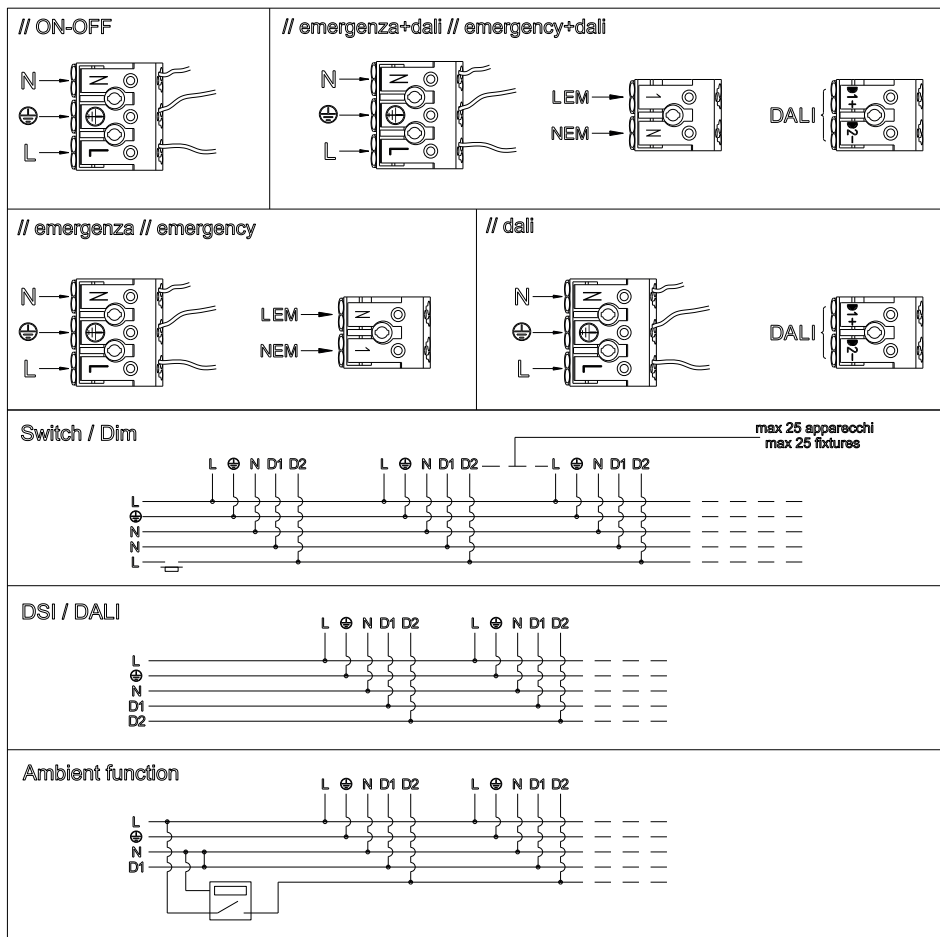 // ON-OFF
N
L
N
L
// emergenza+dali // emergency+dali
N
L
N
L
LEM
NEM
1
N
DALI
D1+
D2-
// emergenza // emergency
N
L
N
L
LEM
NEM
N
1
// dali
N
L
N
L
DALI
D1+
D2-
Switch / Dim
max 25 apparecchi
max 25 fixtures
L N D1 D2 L N D1 D2 L N D1 D2
L
N
N
L
DSI / DALI
L N D1 D2 L N D1 D2
L
N
D1
D2
Ambient function
L N D1 D2 L N D1 D2
L
N
D1